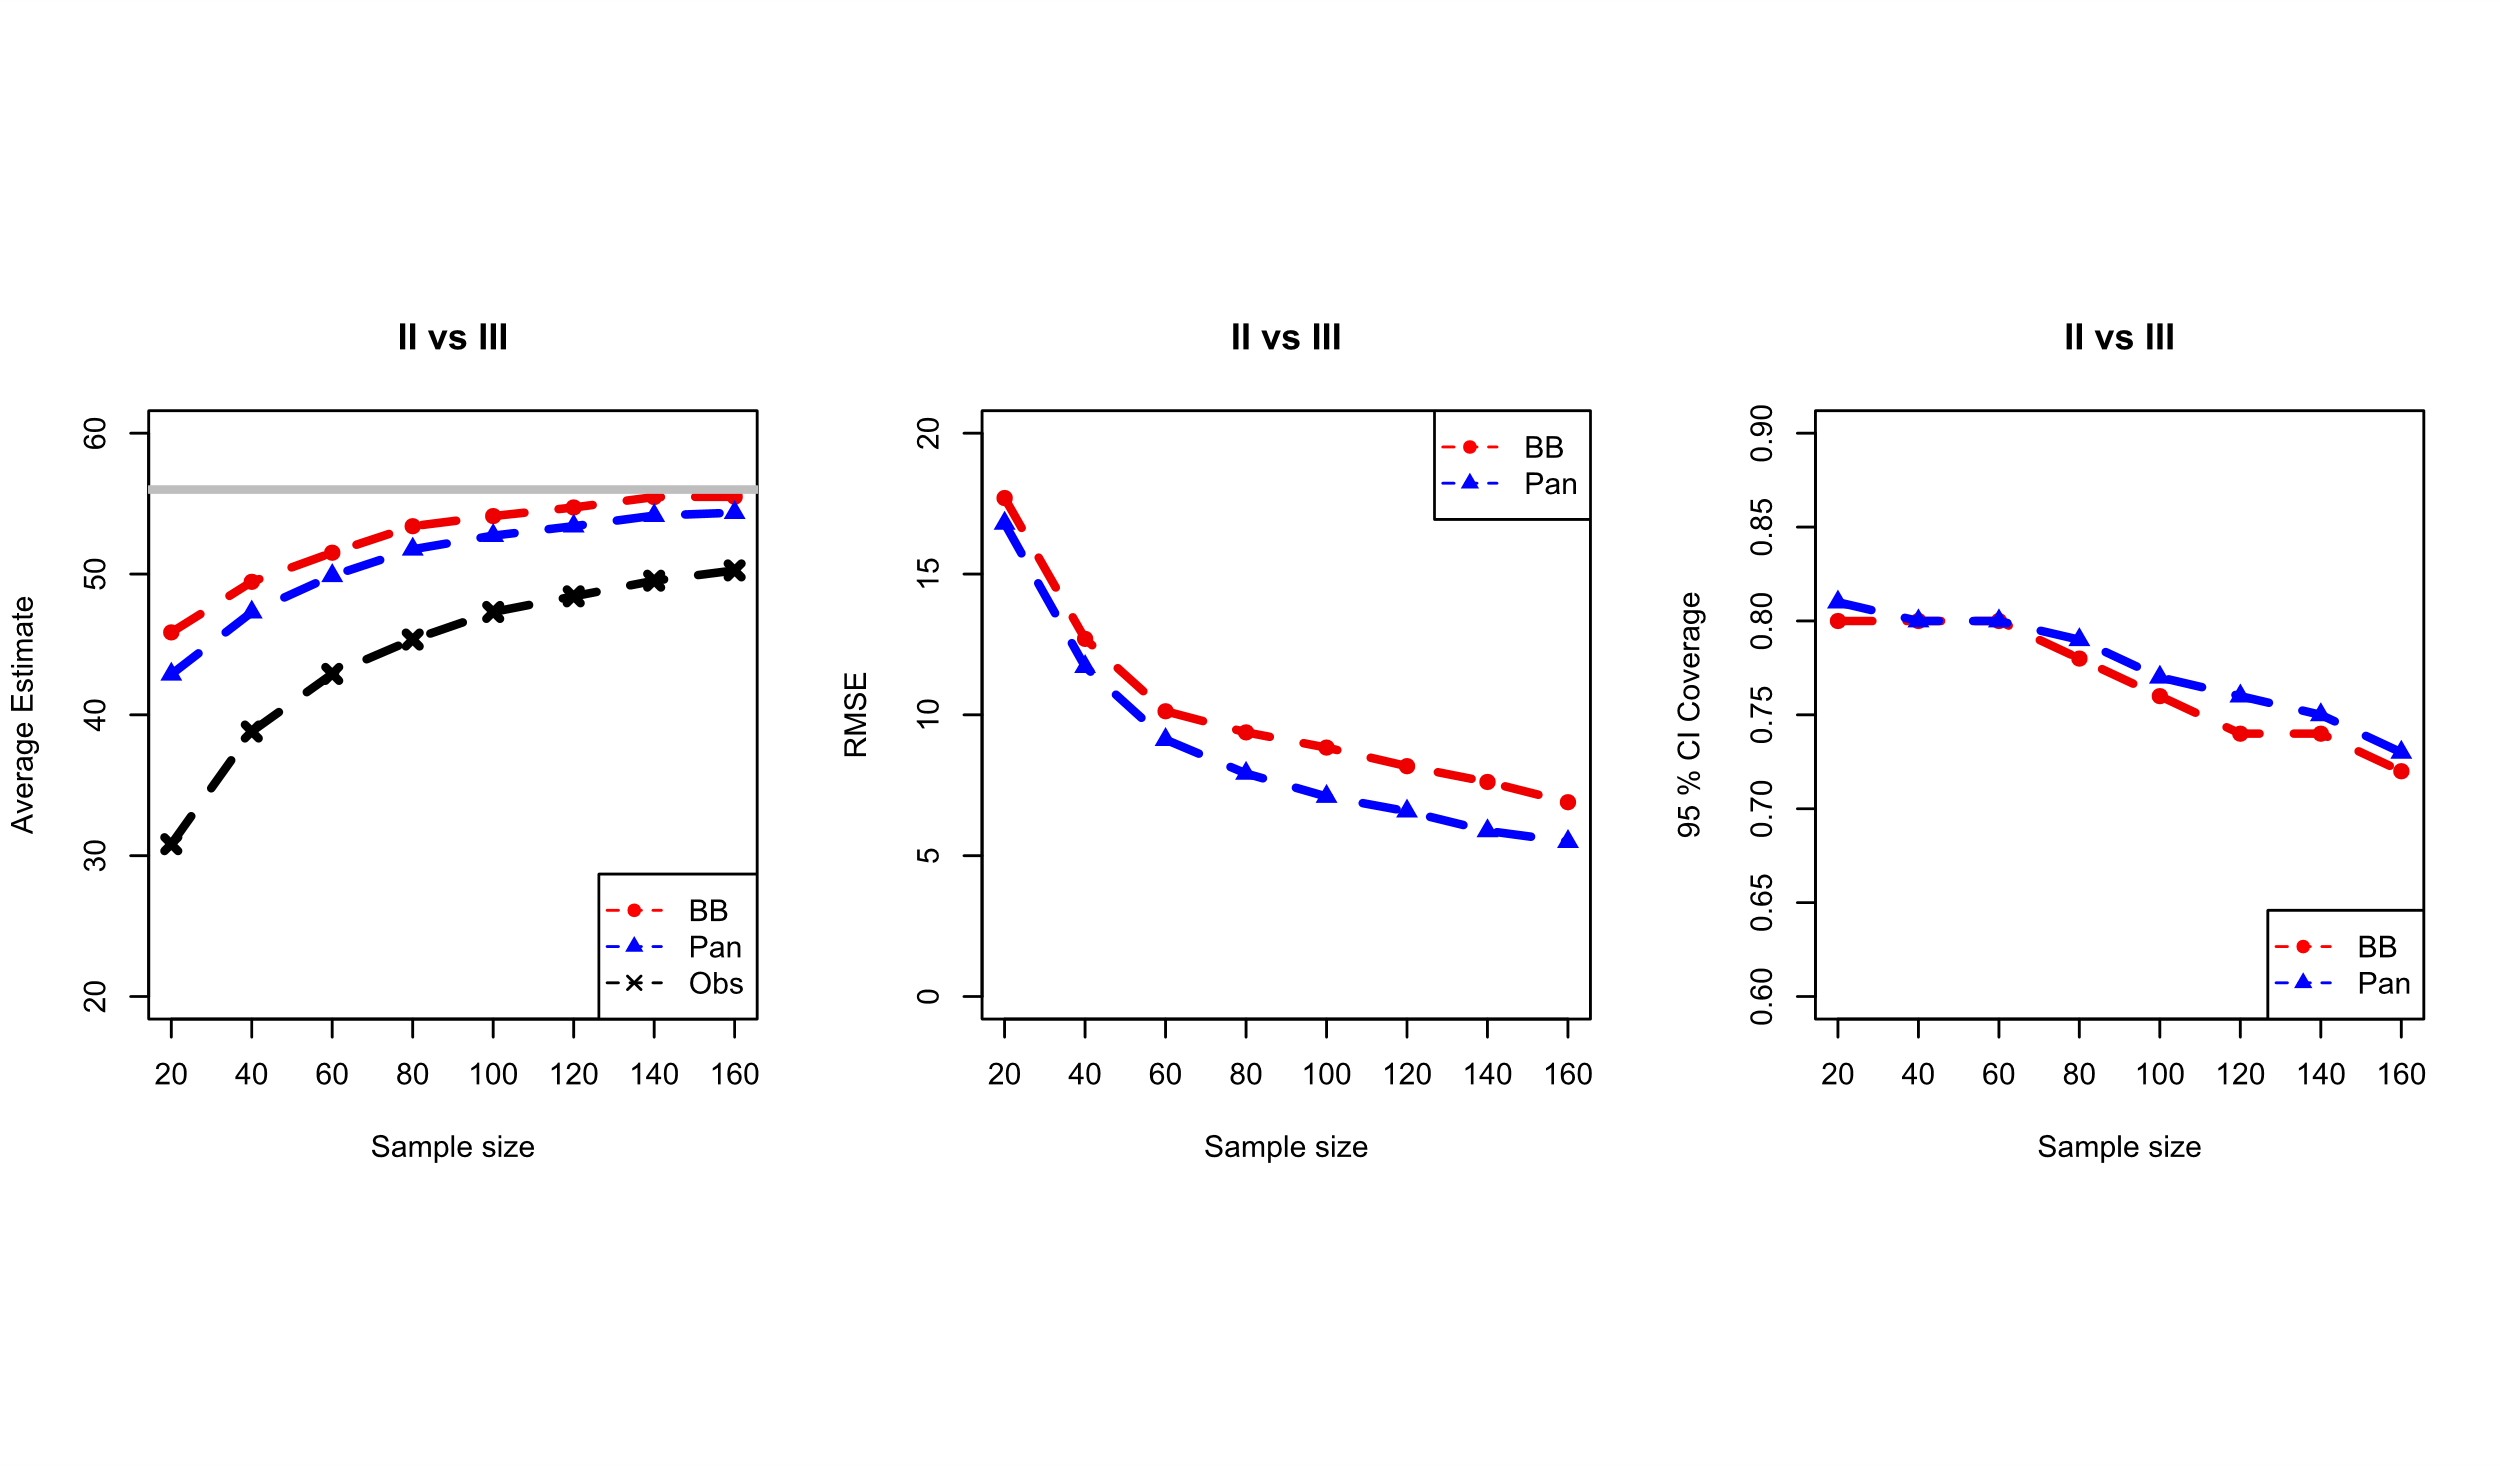 II vs III
Average Estimate
60
50
40
30
20
BB
Pan
Obs
20 40 60 80 100 120 140 160
Sample size
II vs III
RMSE
20
15
10
5
0
BB
Pan
20 40 60 80 100 120 140 160
Sample size
II vs III
95 % CI Coverage
0.90
0.85
0.80
0.75
0.70
0.65
0.60
BB
Pan
20 40 60 80 100 120 140 160
Sample size